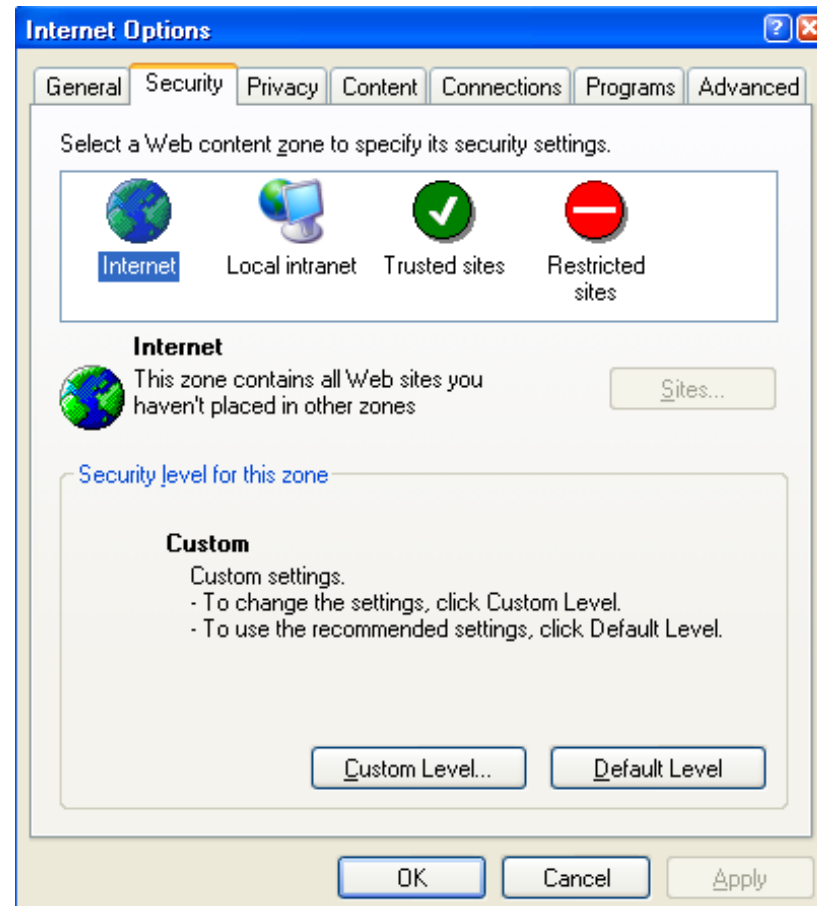 Internet Options
General Security Privacy Content Connections Programs Advanced
Select a Web content zone to specify its security settings.
Internet Local intranet Trusted sites Restricted
sites
Internet
This zone contains all Web sites you
haven't placed in other zones
Sites...
Security level for this zone
Custom
Custom settings.
- To change the settings, click Custom Level.
- To use the recommended settings, click Default Level.
Custom Level... Default Level
OK Cancel Apply